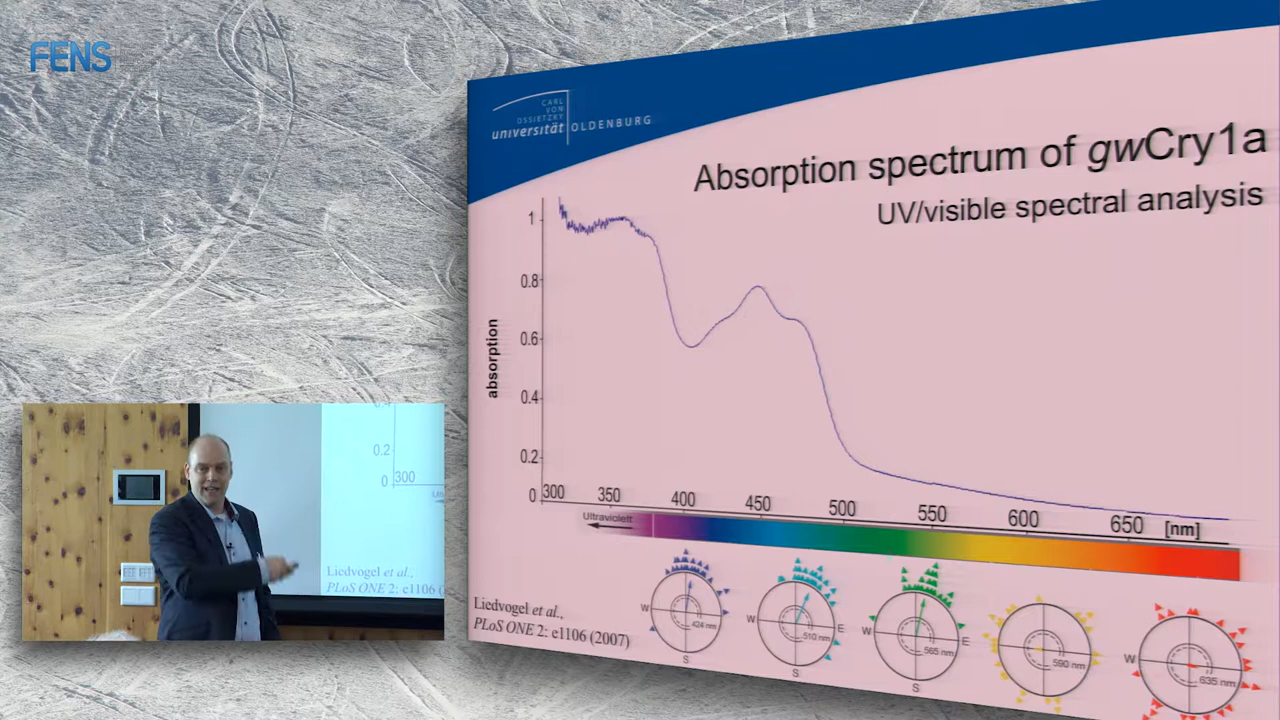 FENS
CARL
VON
OSSIETZKY
universität OLDENBURG
Absorption spectrum of gwCry1a
UV/visible spectral analysis
absorption
1
0.8
0.6
0.4
0.2
0
300 350 400 450 500 550 600 650 [nm]
Ultraviolett
W 424 nm S
W E 510 nm S
W E 565 nm S
590 nm
W 635 nm
Liedvogel et al.,
PLoS ONE 2: e1106 (2007)
0.2
0 300
Liedvogel et al.,
PLoS ONE 2: e1106 (